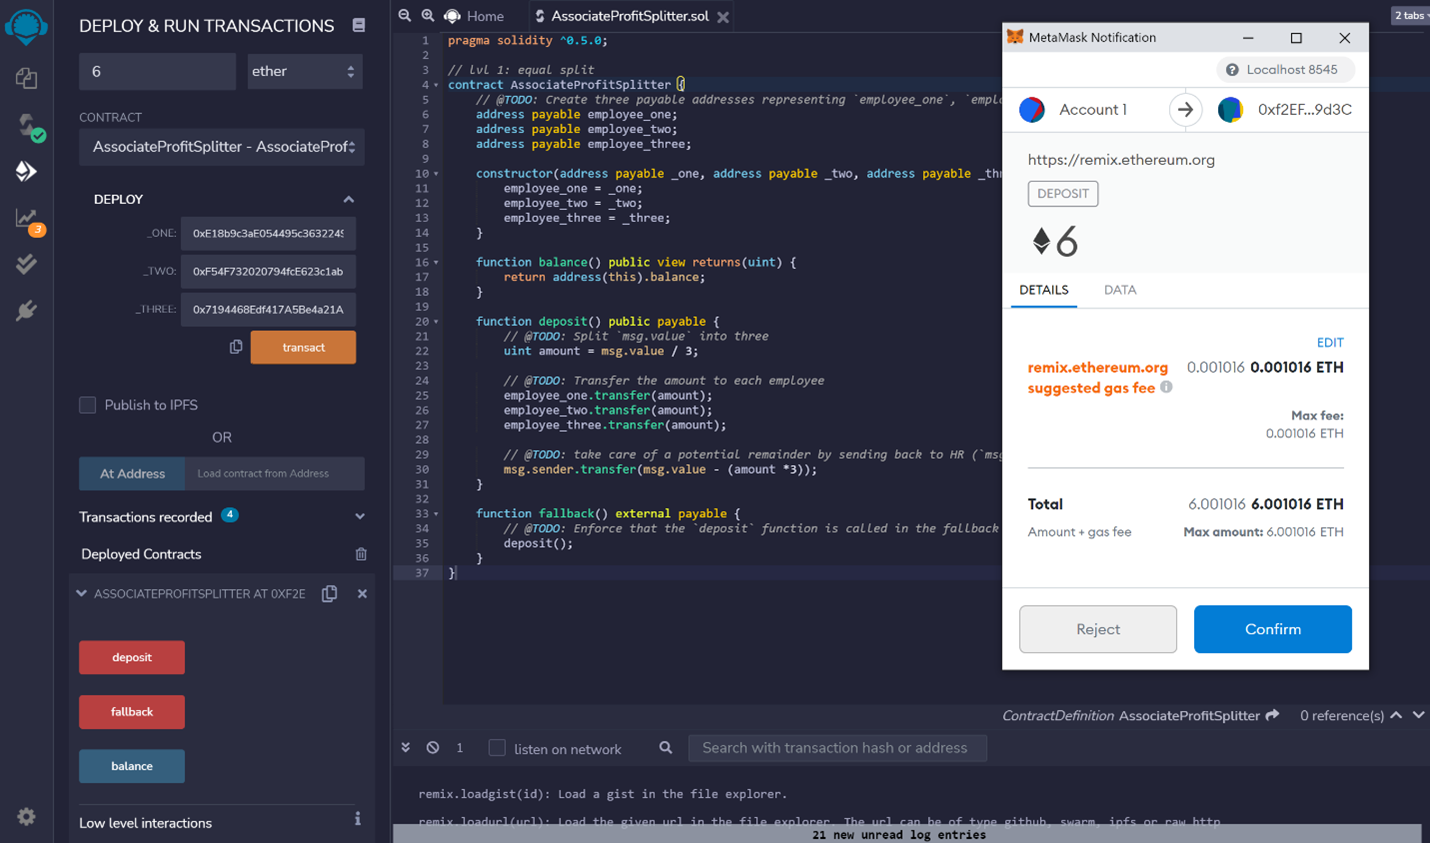 DEPLOY & RUN TRANSACTIONS
6
ether
CONTRACT
AssociateProfitSplitter - AssociateProf
DEPLOY
_ONE:
0xE18b9c3aE054495c3632249
_TWO:
0xF54F732020794fcE623c1ab
_THREE:
0x7194468Edf417A5Be4a21A
transact
Publish to IPFS
OR
At Address
Load contract from Address
Transactions recorded 4
Deployed Contracts
ASSOCIATEPROFITSPLITTER AT 0XF2E
deposit
fallback
balance
Low level interactions
3
Home
AssociateProfitSplitter.sol
2 tabs
1 pragma solidity ^0.5.0;
2
3 // lvl 1: equal split
4 contract AssociateProfitSplitter {
5 // @TODO: Create three payable addresses representing `employee_one`, `emplo
6 address payable employee_one;
7 address payable employee_two;
8 address payable employee_three;
9
10 constructor(address payable _one, address payable _two, address payable _thr
11 employee_one = _one;
12 employee_two = _two;
13 employee_three = _three;
14 }
15
16 function balance() public view returns(uint) {
17 return address(this).balance;
18 }
19
20 function deposit() public payable {
21 // @TODO: Split `msg.value` into three
22 uint amount = msg.value / 3;
23
24 // @TODO: Transfer the amount to each employee
25 employee_one.transfer(amount);
26 employee_two.transfer(amount);
27 employee_three.transfer(amount);
28
29 // @TODO: take care of a potential remainder by sending back to HR (`msg
30 msg.sender.transfer(msg.value - (amount *3));
31 }
32
33 function fallback() external payable {
34 // @TODO: Enforce that the `deposit` function is called in the fallback
35 deposit();
36 }
37 }
MetaMask Notification
Localhost 8545
Account 1
0xf2EF...9d3C
https://remix.ethereum.org
DEPOSIT
6
DETAILS
DATA
EDIT
remix.ethereum.org
suggested gas fee
0.001016 0.001016 ETH
Max fee:
0.001016 ETH
Total
6.001016 6.001016 ETH
Amount + gas fee
Max amount: 6.001016 ETH
Reject
Confirm
ContractDefinition AssociateProfitSplitter
0 reference(s)
1
listen on network
Search with transaction hash or address
remix.loadgist(id): Load a gist in the file explorer.
remix.loadurl(url): Load the given url in the file explorer. The url can be of type github, swarm, ipfs or raw http
21 new unread log entries